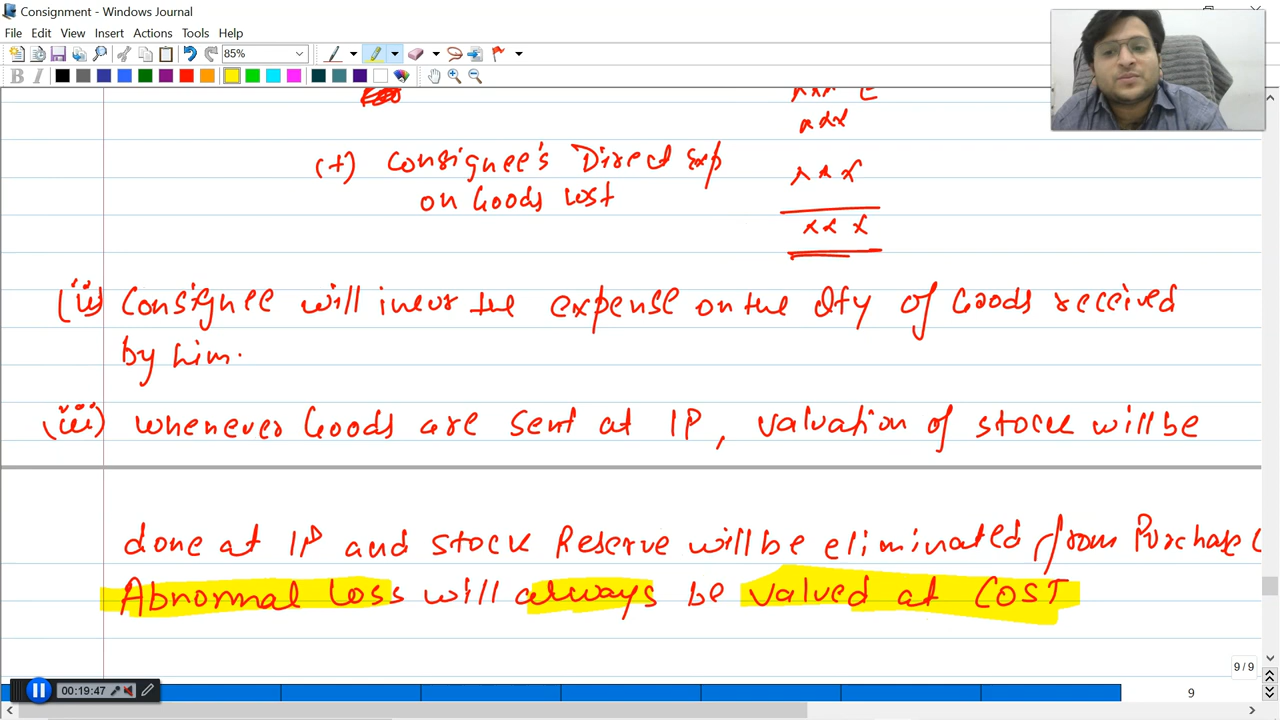 Consignment - Windows Journal
File Edit View Insert Actions Tools Help
85%
B I
xxx
xxx
(+) Consignee's Direct Exp
on Goods Lost
xxx
xxx
(ii) Consignee will incur the expense on the Qty of Goods received
by him.
(iii) whenever Goods are sent at IP, valuation of stock will be
done at IP and stock Reserve will be eliminated from Purchase
Abnormal Loss will always be valued at COST
9 / 9
00:19:47
9